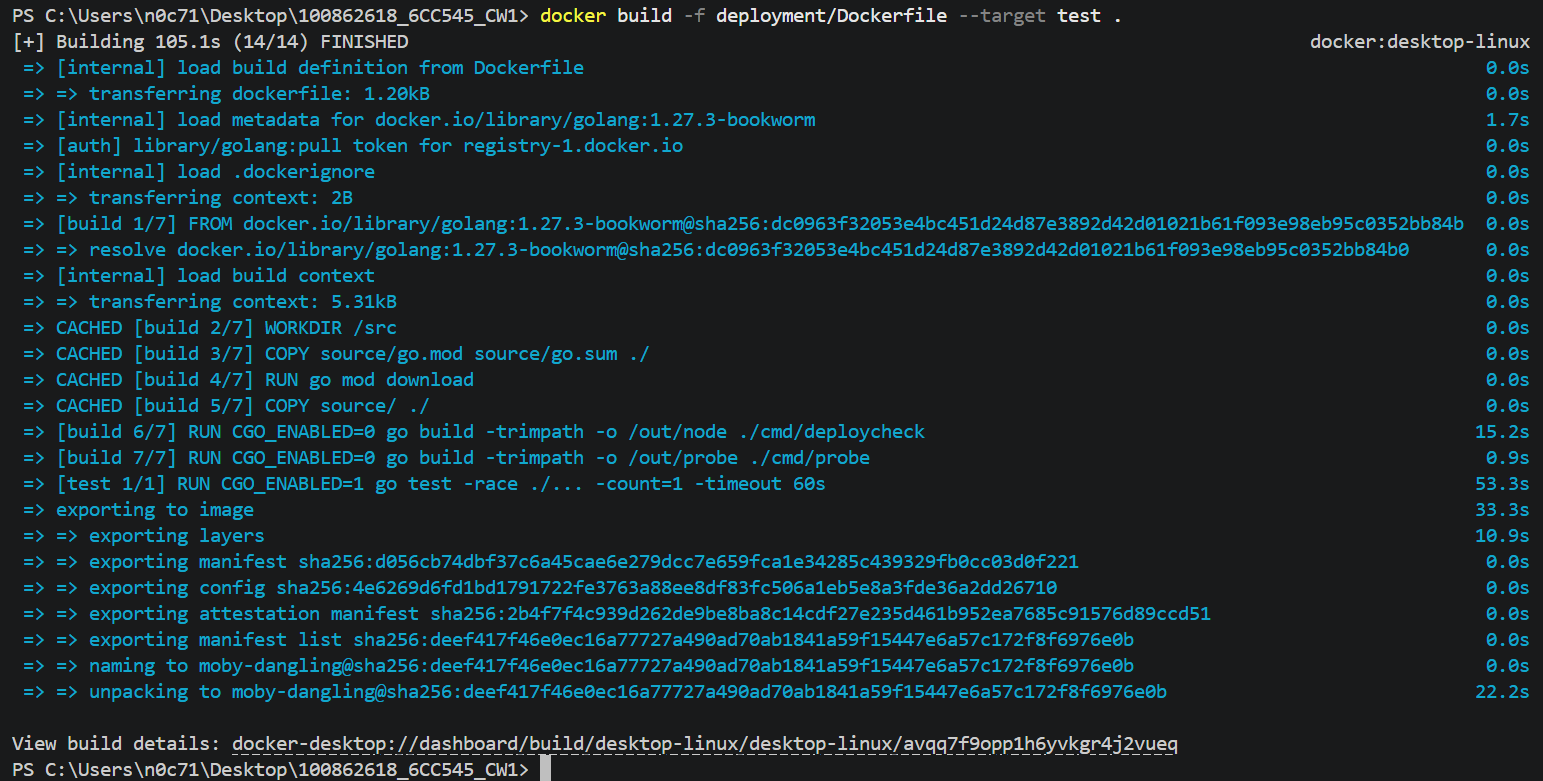 PS C:\Users\n0c71\Desktop\100862618_6CC545_CW1> docker build -f deployment/Dockerfile --target test .
[+] Building 105.1s (14/14) FINISHED docker:desktop-linux
=> [internal] load build definition from Dockerfile 0.0s
=> => transferring dockerfile: 1.20kB 0.0s
=> [internal] load metadata for docker.io/library/golang:1.27.3-bookworm 1.7s
=> [auth] library/golang:pull token for registry-1.docker.io 0.0s
=> [internal] load .dockerignore 0.0s
=> => transferring context: 2B 0.0s
=> [build 1/7] FROM docker.io/library/golang:1.27.3-bookworm@sha256:dc0963f32053e4bc451d24d87e3892d42d01021b61f093e98eb95c0352bb84b 0.0s
=> => resolve docker.io/library/golang:1.27.3-bookworm@sha256:dc0963f32053e4bc451d24d87e3892d42d01021b61f093e98eb95c0352bb84b0 0.0s
=> [internal] load build context 0.0s
=> => transferring context: 5.31kB 0.0s
=> CACHED [build 2/7] WORKDIR /src 0.0s
=> CACHED [build 3/7] COPY source/go.mod source/go.sum ./ 0.0s
=> CACHED [build 4/7] RUN go mod download 0.0s
=> CACHED [build 5/7] COPY source/ ./ 0.0s
=> [build 6/7] RUN CGO_ENABLED=0 go build -trimpath -o /out/node ./cmd/deploycheck 15.2s
=> [build 7/7] RUN CGO_ENABLED=0 go build -trimpath -o /out/probe ./cmd/probe 0.9s
=> [test 1/1] RUN CGO_ENABLED=1 go test -race ./... -count=1 -timeout 60s 53.3s
=> exporting to image 33.3s
=> => exporting layers 10.9s
=> => exporting manifest sha256:d056cb74dbf37c6a45cae6e279dcc7e659fca1e34285c439329fb0cc03d0f221 0.0s
=> => exporting config sha256:4e6269d6fd1bd1791722fe3763a88ee8df83fc506a1eb5e8a3fde36a2dd26710 0.0s
=> => exporting attestation manifest sha256:2b4f7f4c939d262de9be8ba8c14cdf27e235d461b952ea7685c91576d89ccd51 0.0s
=> => exporting manifest list sha256:deef417f46e0ec16a77727a490ad70ab1841a59f15447e6a57c172f8f6976e0b 0.0s
=> => naming to moby-dangling@sha256:deef417f46e0ec16a77727a490ad70ab1841a59f15447e6a57c172f8f6976e0b 0.0s
=> => unpacking to moby-dangling@sha256:deef417f46e0ec16a77727a490ad70ab1841a59f15447e6a57c172f8f6976e0b 22.2s
View build details: docker-desktop://dashboard/build/desktop-linux/desktop-linux/avqq7f9opp1h6yvkgr4j2vueq
PS C:\Users\n0c71\Desktop\100862618_6CC545_CW1>